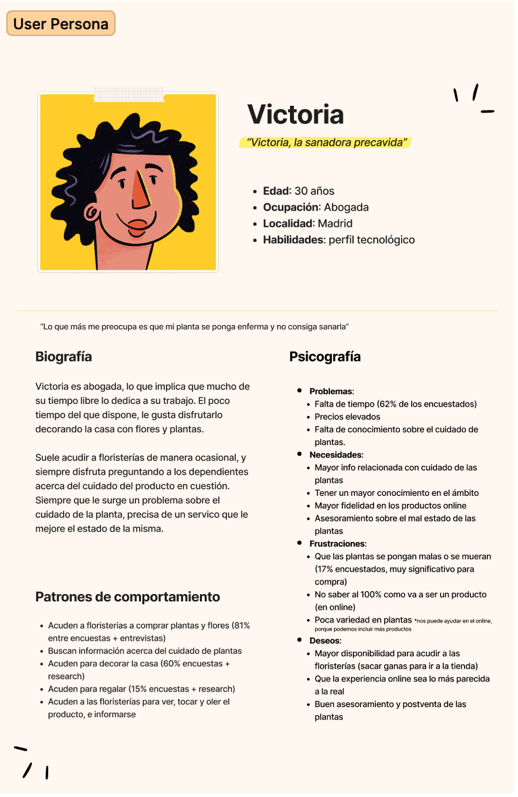 User Persona
Victoria
“Victoria, la sanadora precavida”
• Edad: 30 años
• Ocupación: Abogada
• Localidad: Madrid
• Habilidades: perfil tecnológico
“Lo que más me preocupa es que mi planta se ponga enferma y no consiga sanarla”
Biografía
Victoria es abogada, lo que implica que mucho de
su tiempo libre lo dedica a su trabajo. El poco
tiempo del que dispone, le gusta disfrutarlo
decorando la casa con flores y plantas.
Suele acudir a floristerías de manera ocasional, y
siempre disfruta preguntando a los dependientes
acerca del cuidado del producto en cuestión.
Siempre que le surge un problema sobre el
cuidado de la planta, precisa de un servico que le
mejore el estado de la misma.
Patrones de comportamiento
• Acuden a floristerías a comprar plantas y flores (81%
entre encuestas + entrevistas)
• Buscan información acerca del cuidado de plantas
• Acuden para decorar la casa (60% encuestas +
research)
• Acuden para regalar (15% encuestas + research)
• Acuden a las floristerías para ver, tocar y oler el
producto, e informarse
Psicografía
• Problemas:
• Falta de tiempo (62% de los encuestados)
• Precios elevados
• Falta de conocimiento sobre el cuidado de
plantas.
• Necesidades:
• Mayor info relacionada con cuidado de las
plantas
• Tener un mayor conocimiento en el ámbito
• Mayor fidelidad en los productos online
• Asesoramiento sobre el mal estado de las
plantas
• Frustraciones:
• Que las plantas se pongan malas o se mueran
(17% encuestados, muy significativo para
compra)
• No saber al 100% como va a ser un producto
(en online)
• Poca variedad en plantas *nos puede ayudar en el online,
porque podemos incluir más productos
• Deseos:
• Mayor disponibilidad para acudir a las
floristerías (sacar ganas para ir a la tienda)
• Que la experiencia online sea lo más parecida
a la real
• Buen asesoramiento y postventa de las
plantas